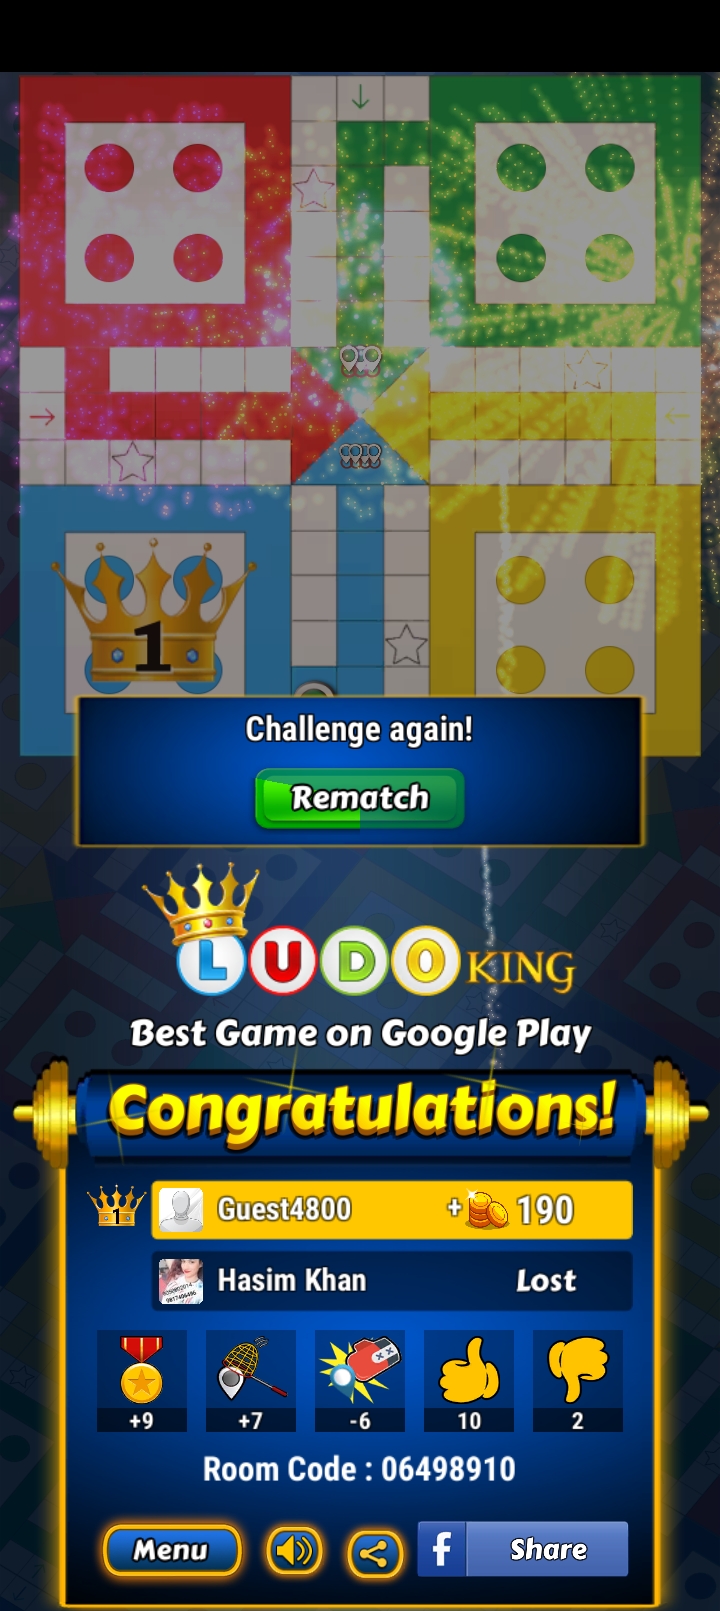 1
Challenge again!
Rematch
LUDO KING
Best Game on Google Play
Congratulations!
1 Guest4800 + 190
Hasim Khan Lost
+9 +7 -6 10 2
Room Code : 06498910
Menu f Share